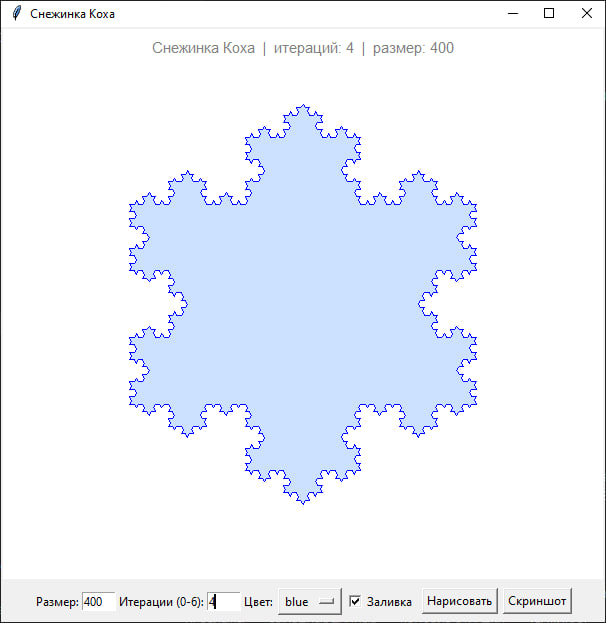 Снежинка Коха
Снежинка Коха | итераций: 4 | размер: 400
Размер: 400 Итерации (0-6): 4 Цвет: blue Заливка Нарисовать Скриншот